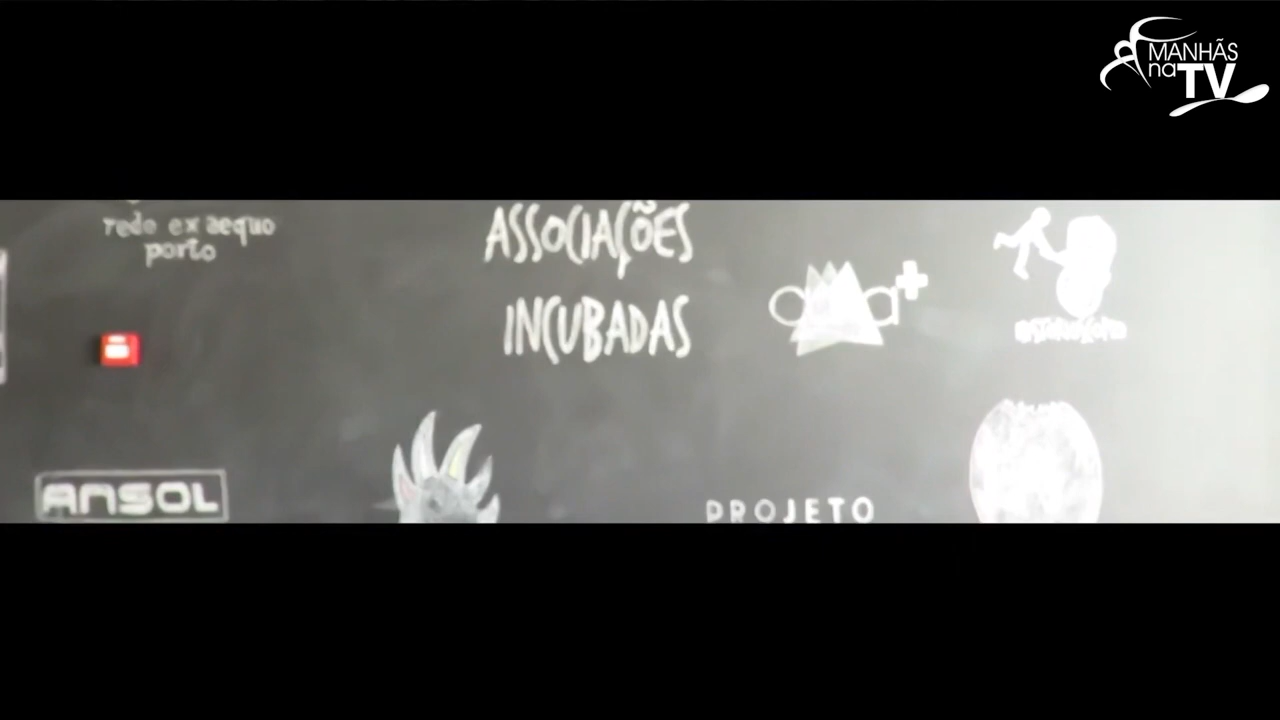 MANHÃS
na TV
rede ex aequo
porto
ASSOCIAÇÕES
INCUBADAS
ANSOL
PROJETO